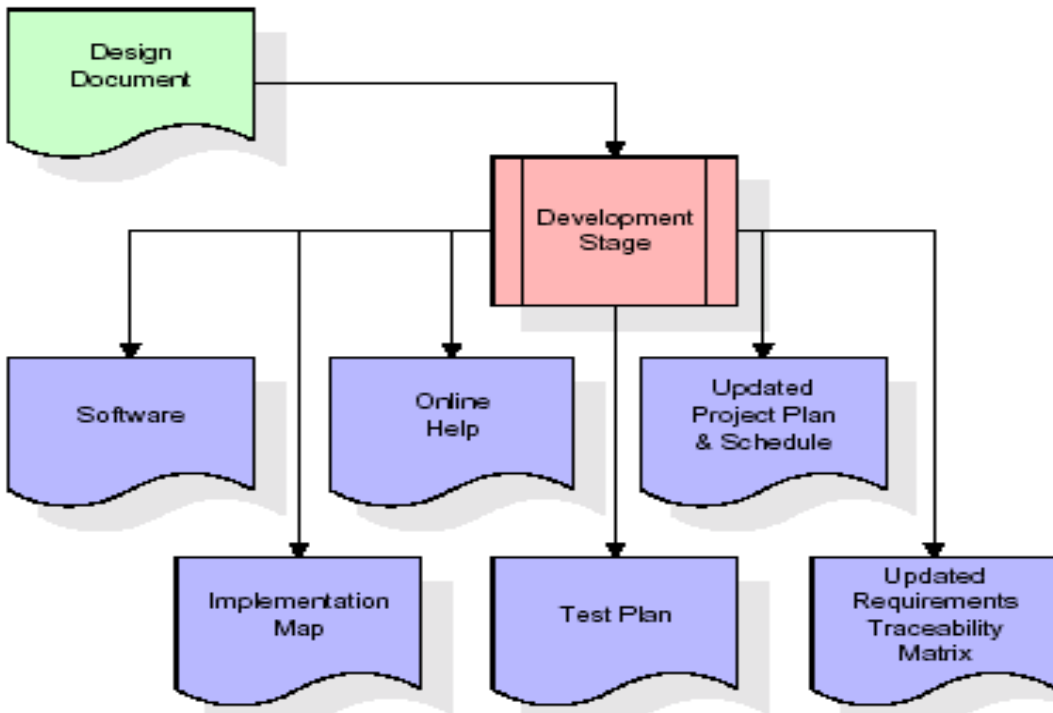 Design
Document
Development
Stage
Software
Online
Help
Updated
Project Plan
& Schedule
Implementation
Map
Test Plan
Updated
Requirements
Traceability
Matrix